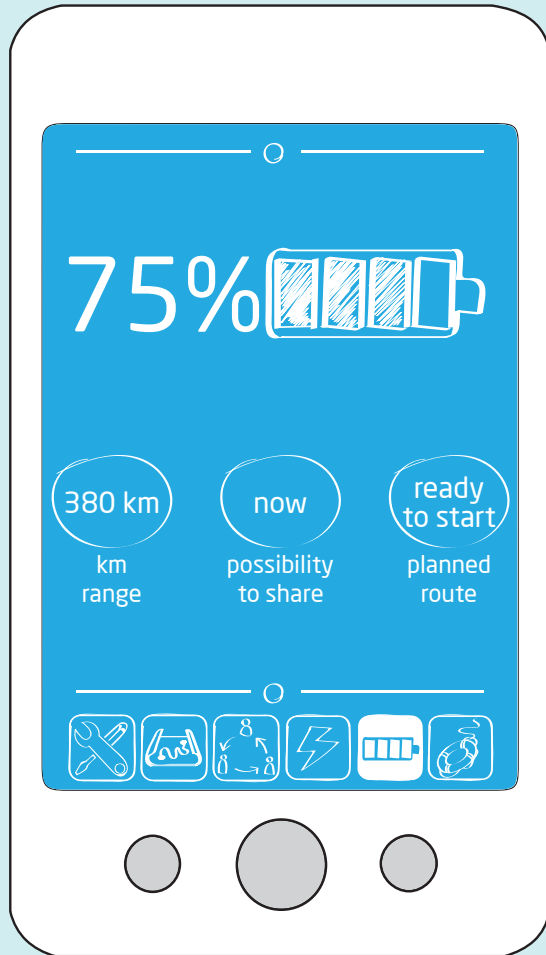 75%
380 km
km
range
now
possibility
to share
ready
to start
planned
route